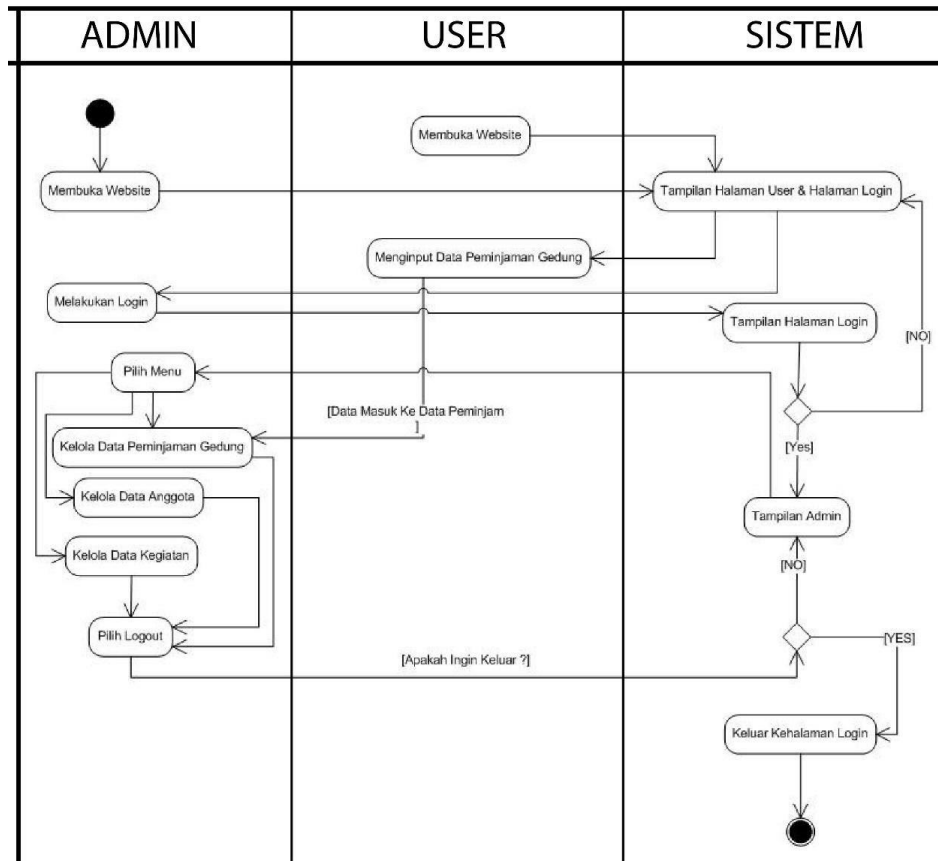 ADMIN
USER
SISTEM
Membuka Website
Membuka Website
Tampilan Halaman User & Halaman Login
Menginput Data Peminjaman Gedung
Melakukan Login
Tampilan Halaman Login
[NO]
Pilih Menu
[Data Masuk Ke Data Peminjam
]
Kelola Data Peminjaman Gedung
[Yes]
Kelola Data Anggota
Tampilan Admin
Kelola Data Kegiatan
[NO]
Pilih Logout
[YES]
[Apakah Ingin Keluar ?]
Keluar Kehalaman Login